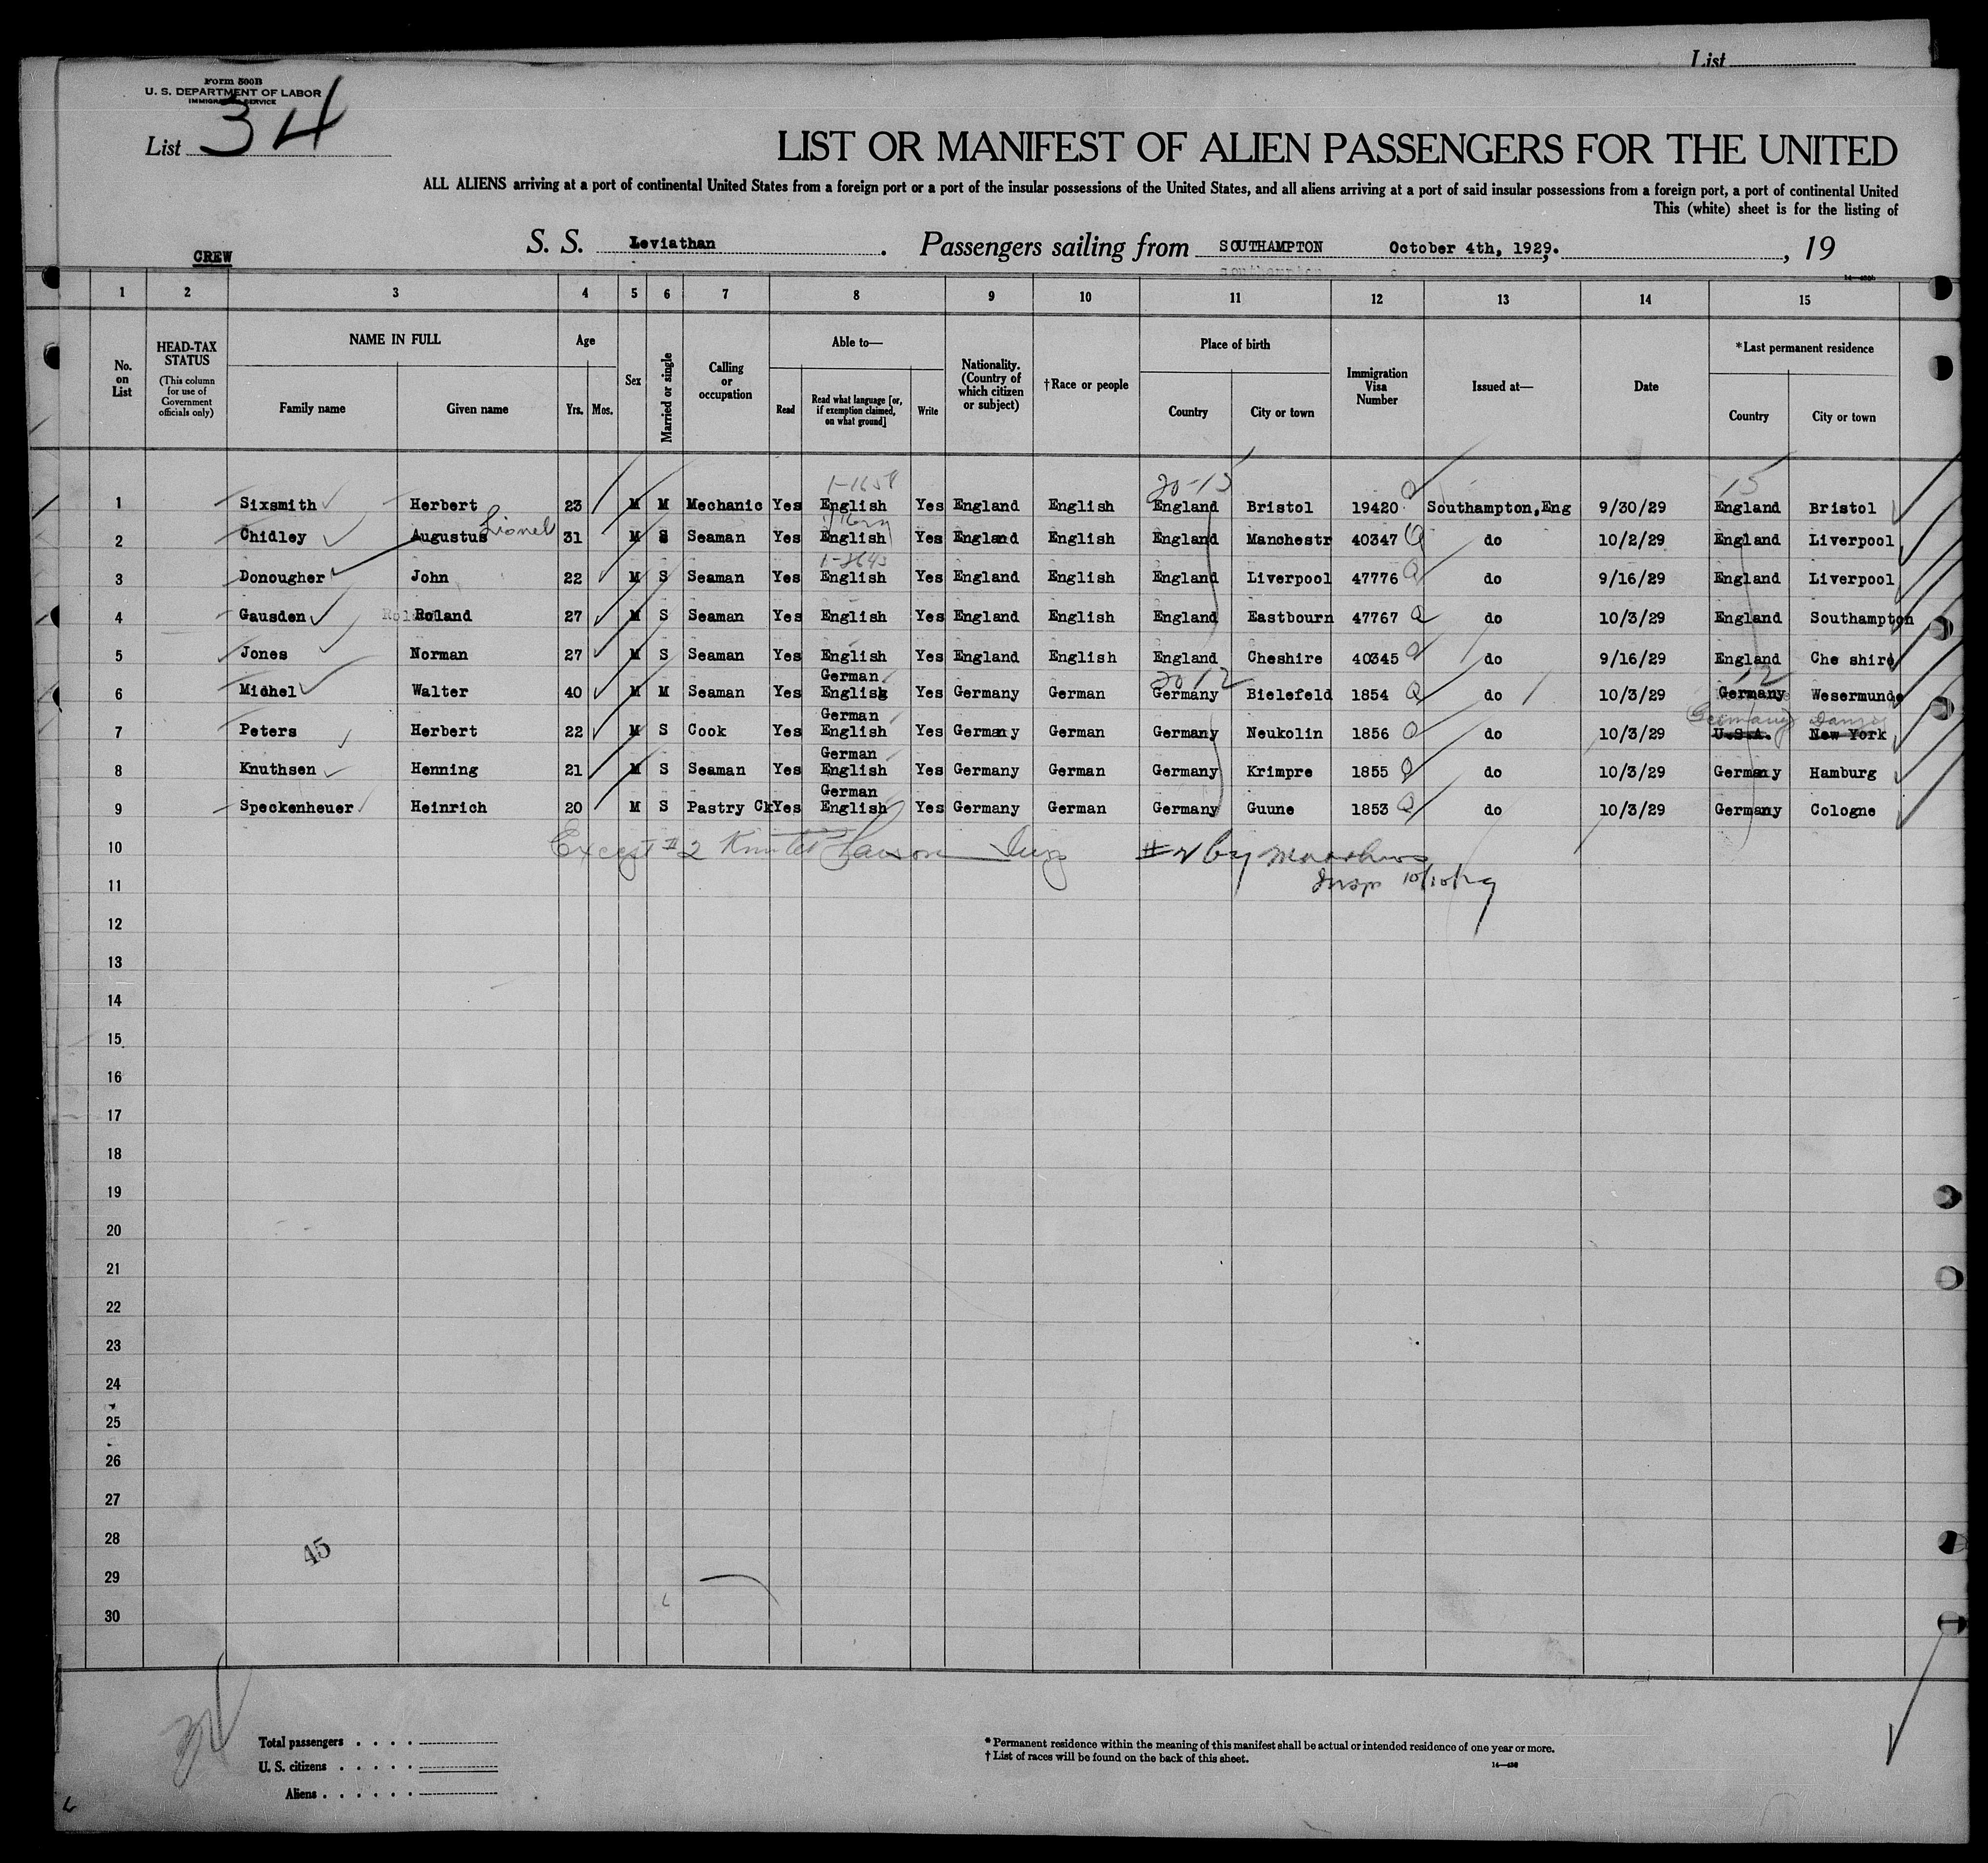 List
Form 500B
U. S. DEPARTMENT OF LABOR
IMMIGRATION SERVICE
List 34
LIST OR MANIFEST OF ALIEN PASSENGERS FOR THE UNITED
ALL ALIENS arriving at a port of continental United States from a foreign port or a port of the insular possessions of the United States, and all aliens arriving at a port of said insular possessions from a foreign port, a port of continental United
This (white) sheet is for the listing of
CREW S. S. Leviathan. Passengers sailing from SOUTHAMPTON October 4th, 1929. , 19
1 2 3 4 5 6 7 8 9 10 11 12 13 14 15
No. on List
HEAD-TAX STATUS
(This column for use of Government officials only)
NAME IN FULL
Family name Given name
Age
Yrs. Mos.
Sex
Married or single
Calling or occupation
Able to—
Read
Read what language [or, if exemption claimed, on what ground]
Write
Nationality. (Country of which citizen or subject)
†Race or people
Place of birth
Country City or town
Immigration Visa Number
Issued at—
Date
*Last permanent residence
Country City or town
20-15 15
1 Sixsmith Herbert 23 M M Mechanic Yes English Yes England English England Bristol 19420 Southampton,Eng 9/30/29 England Bristol
Lionel
2 Chidley Augustus 31 M S Seaman Yes English Yes England English England Manchestr 40347 do 10/2/29 England Liverpool
3 Donougher John 22 M S Seaman Yes English Yes England English England Liverpool 47776 do 9/16/29 England Liverpool
4 Gausden Roland 27 M S Seaman Yes English Yes England English England Eastbourn 47767 do 10/3/29 England Southampton
5 Jones Norman 27 M S Seaman Yes English Yes England English England Cheshire 40345 do 9/16/29 England Che shire
German 20 12 12
6 Michel Walter 40 M M Seaman Yes English Yes Germany German Germany Bielefeld 1854 do 10/3/29 Germany Wesermunde
German Germany Danzig
7 Peters Herbert 22 M S Cook Yes English Yes Germany German Germany Neukolin 1856 do 10/3/29 U.S.A. New York
German
8 Knuthsen Henning 21 M S Seaman Yes English Yes Germany German Germany Krimpre 1855 do 10/3/29 Germany Hamburg
German
9 Speckenheuer Heinrich 20 M S Pastry Ck Yes English Yes Germany German Germany Guune 1853 do 10/3/29 Germany Cologne
10 Except #2 #2 by
11 Insp 10/10/29
12
13
14
15
16
17
18
19
20
21
22
23
24
25
26
27
28
45
29
30
Total passengers . . . .
U. S. citizens . . . . .
Aliens . . . . . .
* Permanent residence within the meaning of this manifest shall be actual or intended residence of one year or more.
† List of races will be found on the back of this sheet.